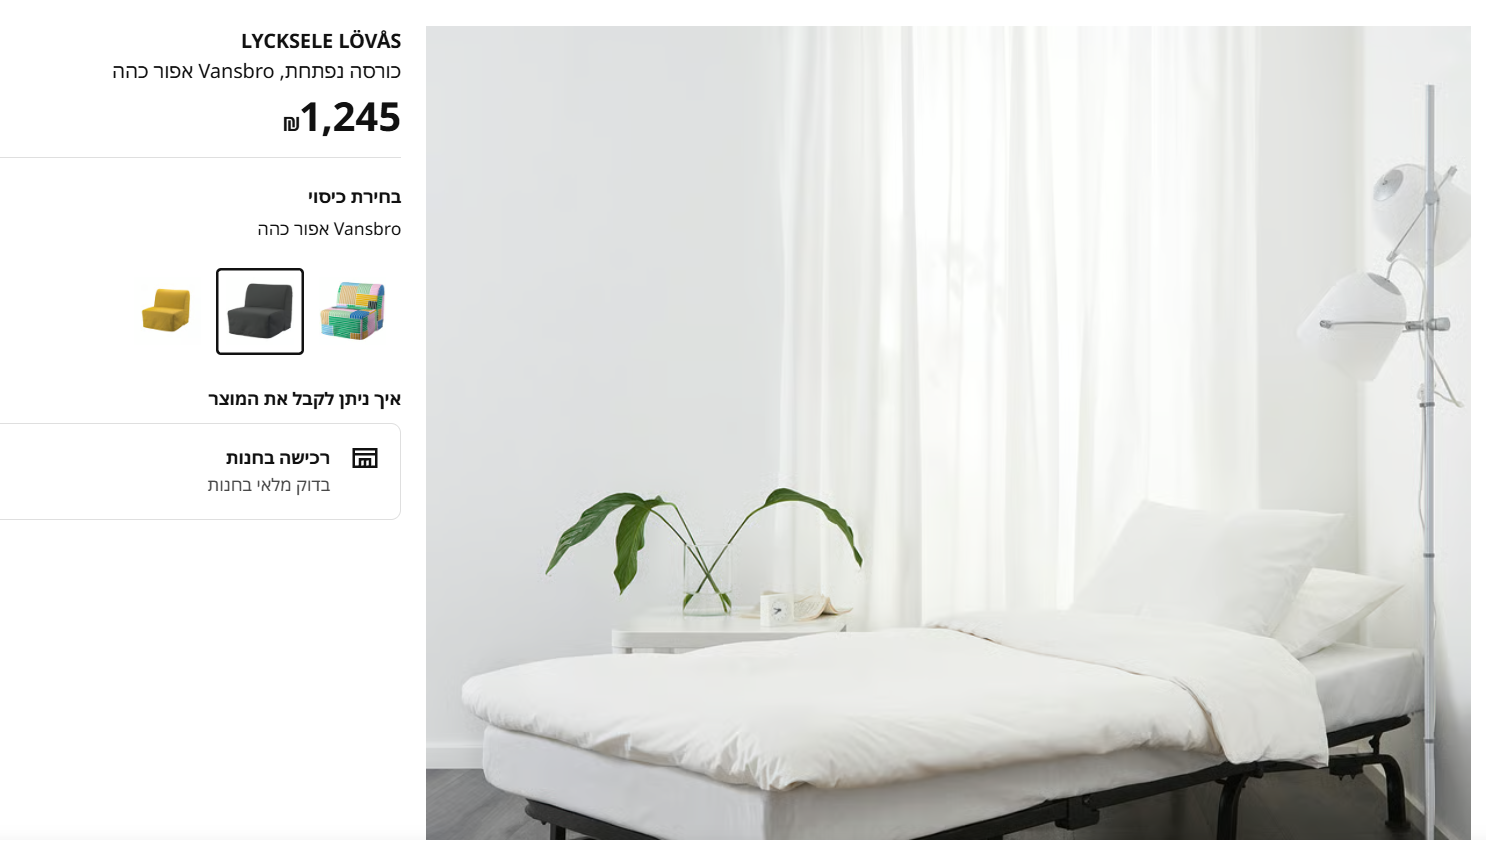 LYCKSELE LÖVÅS
כורסה נפתחת, Vansbro אפור כהה
₪1,245
בחירת כיסוי
Vansbro אפור כהה
איך ניתן לקבל את המוצר
רכישה בחנות
בדוק מלאי בחנות